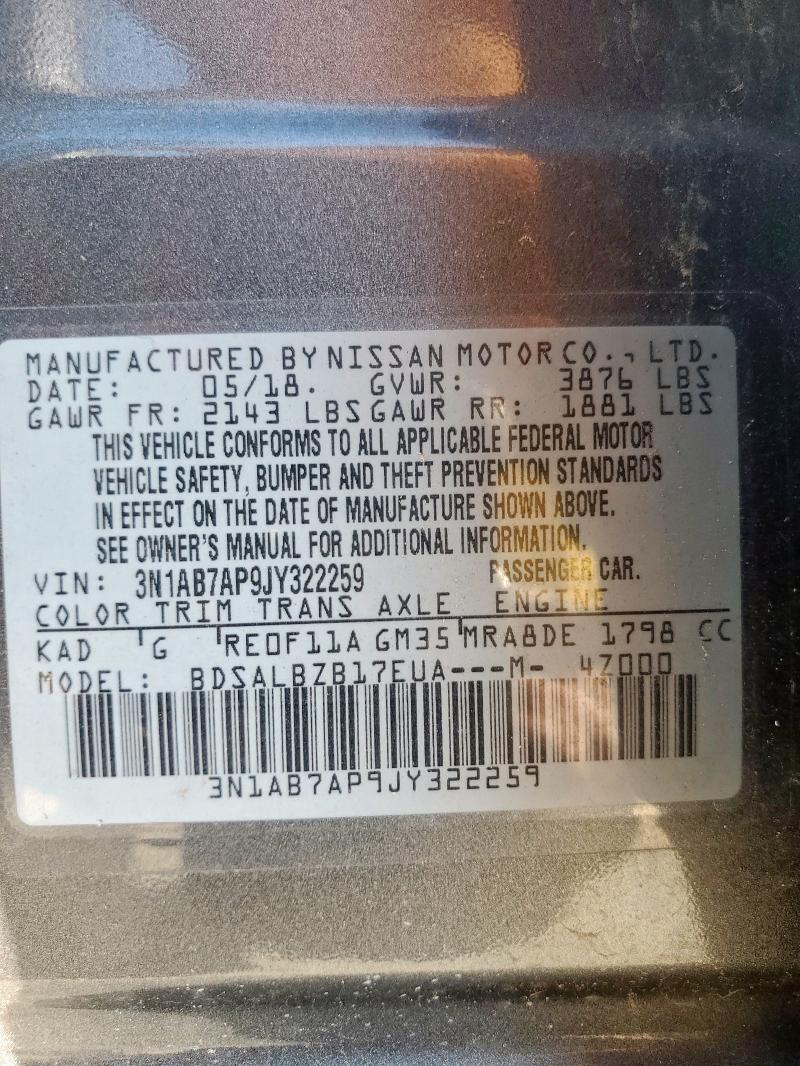 MANUFACTURED BY NISSAN MOTOR CO., LTD.
DATE: 05/18. GVWR: 3876 LBS
GAWR FR: 2143 LBS GAWR RR: 1881 LBS
THIS VEHICLE CONFORMS TO ALL APPLICABLE FEDERAL MOTOR
VEHICLE SAFETY, BUMPER AND THEFT PREVENTION STANDARDS
IN EFFECT ON THE DATE OF MANUFACTURE SHOWN ABOVE.
SEE OWNER'S MANUAL FOR ADDITIONAL INFORMATION.
VIN: 3N1AB7AP9JY322259 PASSENGER CAR.
COLOR TRIM TRANS AXLE ENGINE
KAD G RE0F11A GM35 MRA8DE 1798 CC
MODEL: BDSALBZB17EUA---M- 4Z000
3N1AB7AP9JY322259